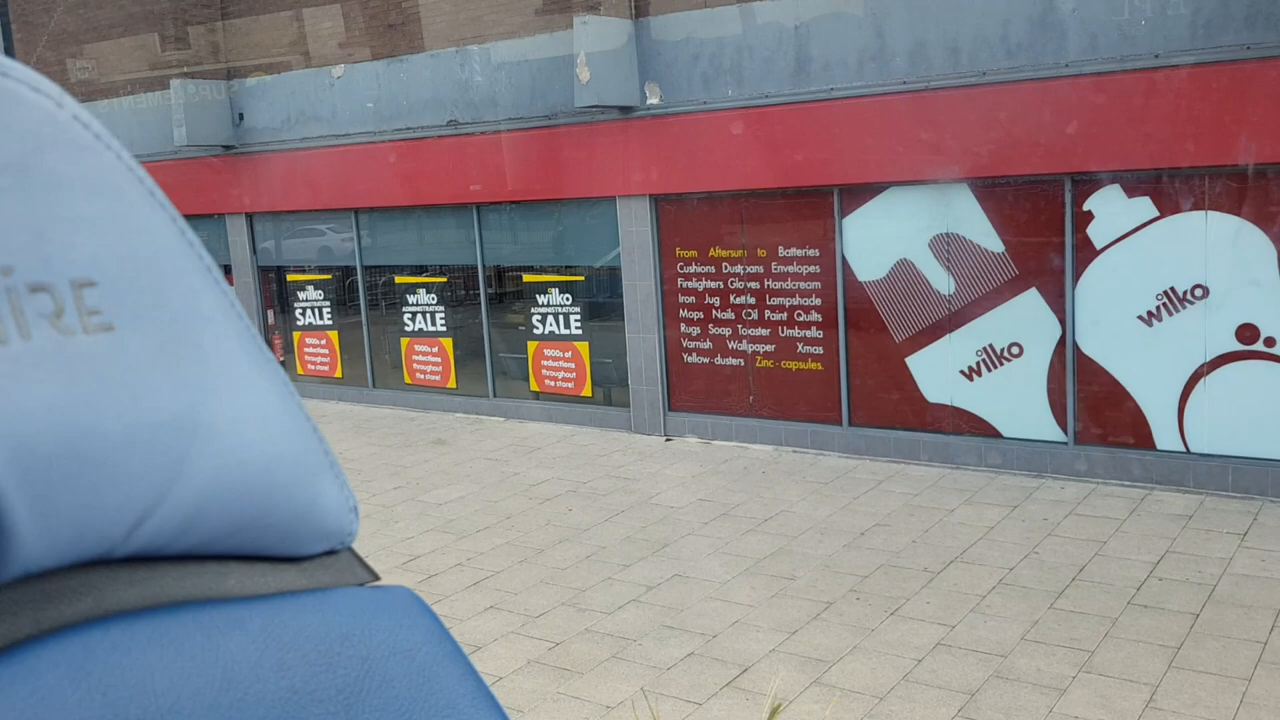 IRE
wilko
ADMINISTRATION
SALE
1000s of
reductions
throughout
the store!
wilko
ADMINISTRATION
SALE
1000s of
reductions
throughout
the store!
wilko
ADMINISTRATION
SALE
1000s of
reductions
throughout
the store!
From Aftersun to Batteries
Cushions Dustpans Envelopes
Firelighters Gloves Handcream
Iron Jug Kettle Lampshade
Mops Nails Oil Paint Quilts
Rugs Soap Toaster Umbrella
Varnish Wallpaper Xmas
Yellow-dusters Zinc-capsules.
wilko
wilko